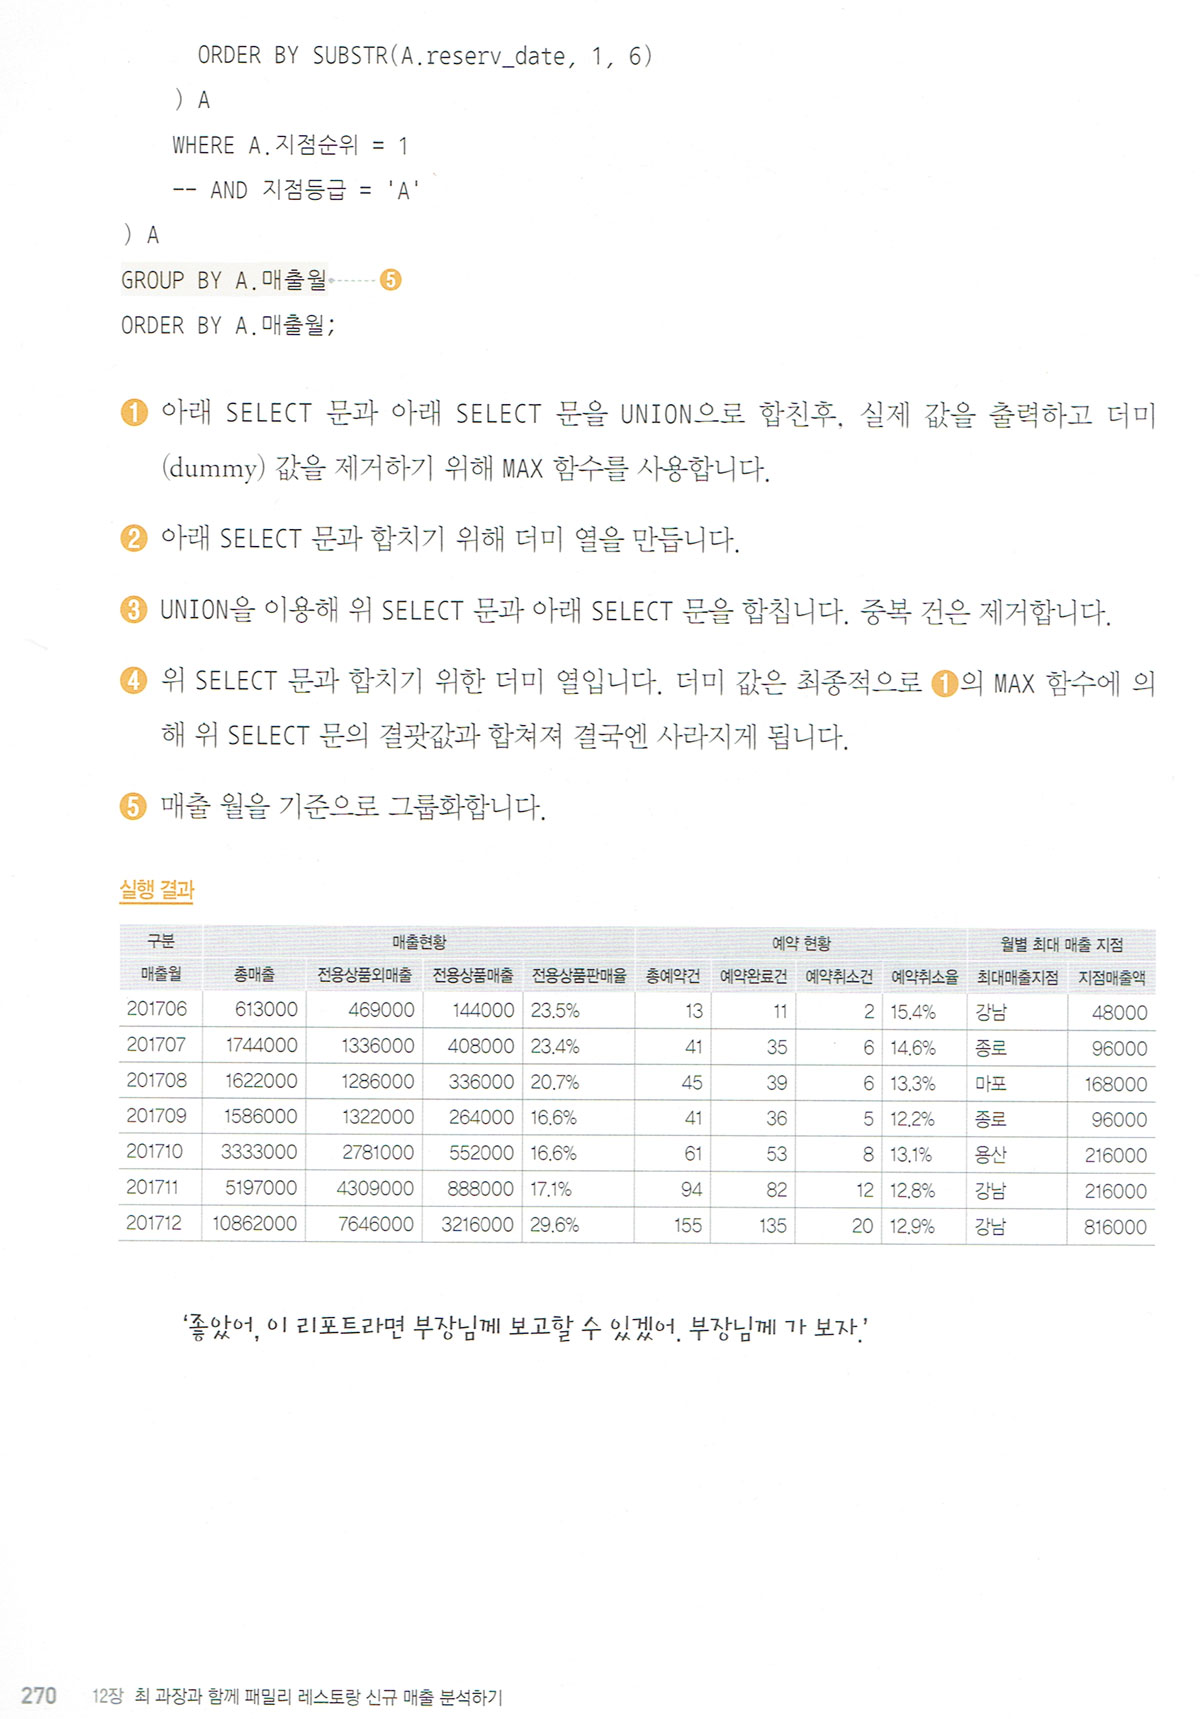 ORDER BY SUBSTR(A.reserv_date, 1, 6)
) A
WHERE A.지점순위 = 1
-- AND 지점등급 = 'A'
) A
GROUP BY A.매출월 ❺
ORDER BY A.매출월;
❶ 아래 SELECT 문과 아래 SELECT 문을 UNION으로 합친후, 실제 값을 출력하고 더미
(dummy) 값을 제거하기 위해 MAX 함수를 사용합니다.
❷ 아래 SELECT 문과 합치기 위해 더미 열을 만듭니다.
❸ UNION을 이용해 위 SELECT 문과 아래 SELECT 문을 합칩니다. 중복 건은 제거합니다.
❹ 위 SELECT 문과 합치기 위한 더미 열입니다. 더미 값은 최종적으로 ❶의 MAX 함수에 의
해 위 SELECT 문의 결괏값과 합쳐져 결국엔 사라지게 됩니다.
❺ 매출 월을 기준으로 그룹화합니다.
실행 결과
구분 매출현황 예약 현황 월별 최대 매출 지점
매출월 총매출 전용상품외매출 전용상품매출 전용상품판매율 총예약건 예약완료건 예약취소건 예약취소율 최대매출지점 지점매출액
201706 613000 469000 144000 23.5% 13 11 2 15.4% 강남 48000
201707 1744000 1336000 408000 23.4% 41 35 6 14.6% 종로 96000
201708 1622000 1286000 336000 20.7% 45 39 6 13.3% 마포 168000
201709 1586000 1322000 264000 16.6% 41 36 5 12.2% 종로 96000
201710 3333000 2781000 552000 16.6% 61 53 8 13.1% 용산 216000
201711 5197000 4309000 888000 17.1% 94 82 12 12.8% 강남 216000
201712 10862000 7646000 3216000 29.6% 155 135 20 12.9% 강남 816000
‘좋았어, 이 리포트라면 부장님께 보고할 수 있겠어. 부장님께 가 보자.’
270 12장 최 과장과 함께 패밀리 레스토랑 신규 매출 분석하기